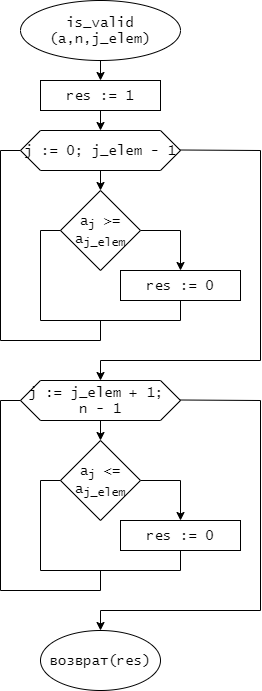 is_valid
(a,n,j_elem)
res := 1
j := 0; j_elem - 1
aj >=
aj_elem
res := 0
j := j_elem + 1;
n - 1
aj <=
aj_elem
res := 0
возврат(res)